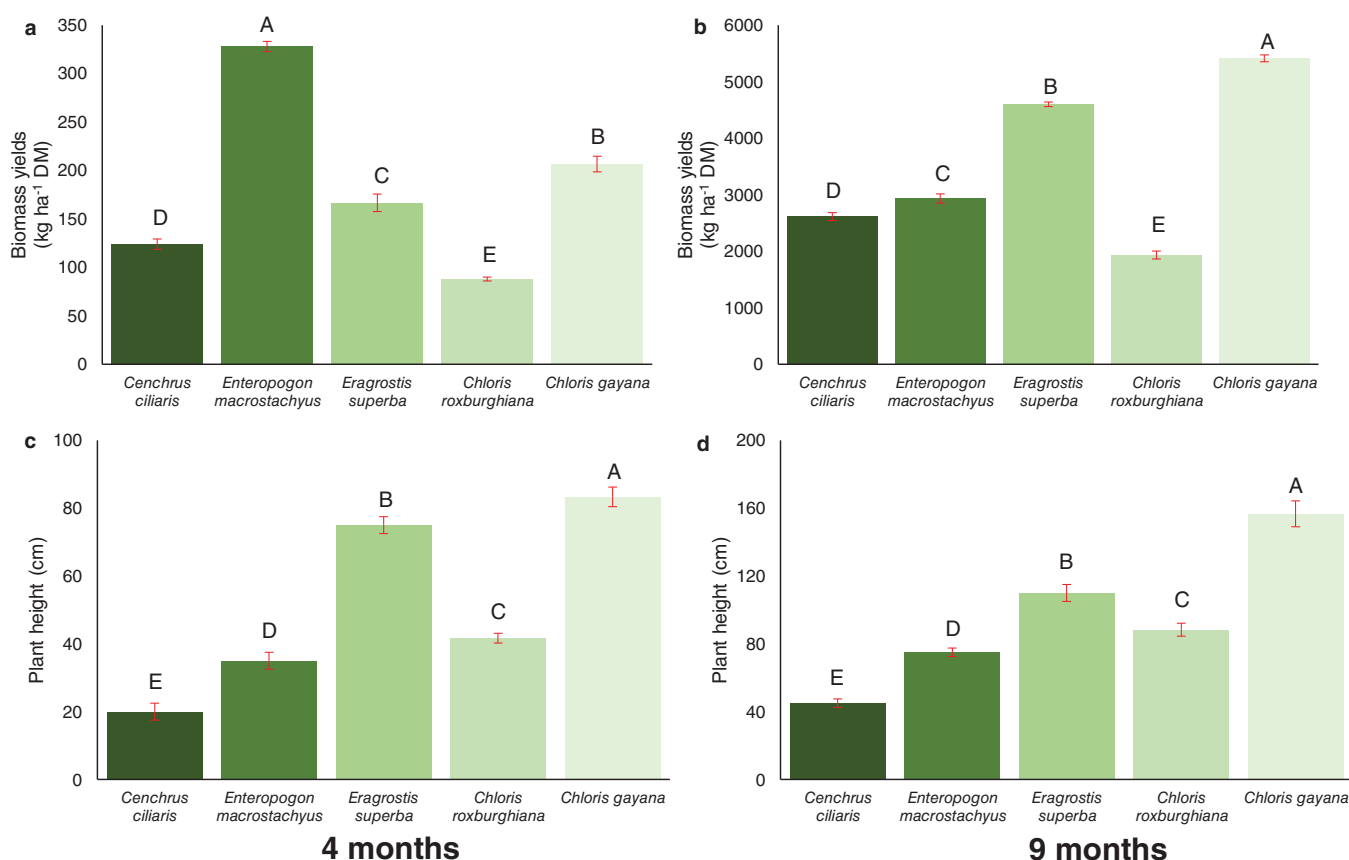 a
350
300
250
200
150
100
50
0
Biomass yields
(kg ha⁻¹ DM)
D
A
C
E
B
Cenchrus
ciliaris
Enteropogon
macrostachyus
Eragrostis
superba
Chloris
roxburghiana
Chloris gayana
b
6000
5000
4000
3000
2000
1000
0
Biomass yields
(kg ha⁻¹ DM)
D
C
B
E
A
Cenchrus
ciliaris
Enteropogon
macrostachyus
Eragrostis
superba
Chloris
roxburghiana
Chloris gayana
c
100
80
60
40
20
0
Plant height (cm)
E
D
B
C
A
Cenchrus
ciliaris
Enteropogon
macrostachyus
Eragrostis
superba
Chloris
roxburghiana
Chloris gayana
4 months
d
200
160
120
80
40
0
Plant height (cm)
E
D
B
C
A
Cenchrus
ciliaris
Enteropogon
macrostachyus
Eragrostis
superba
Chloris
roxburghiana
Chloris gayana
9 months